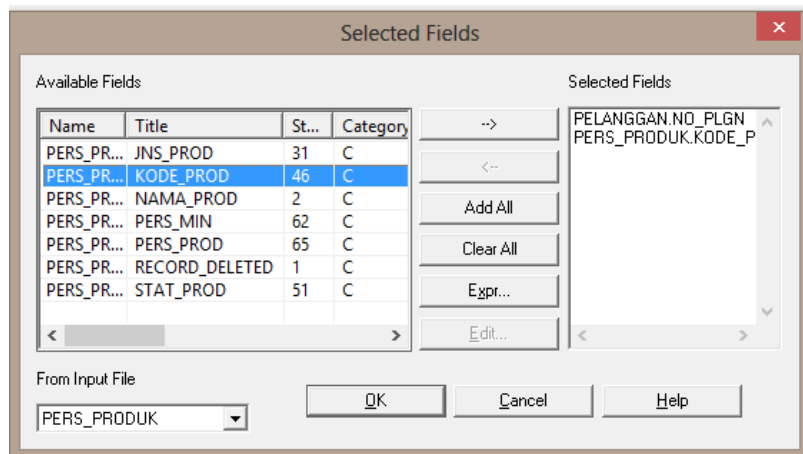 Selected Fields
Available Fields
Selected Fields
Name Title St... Category
PERS_PR... JNS_PROD 31 C
PERS_PR... KODE_PROD 46 C
PERS_PR... NAMA_PROD 2 C
PERS_PR... PERS_MIN 62 C
PERS_PR... PERS_PROD 65 C
PERS_PR... RECORD_DELETED 1 C
PERS_PR... STAT_PROD 51 C
-->
<--
Add All
Clear All
Expr...
Edit...
PELANGGAN.NO_PLGN
PERS_PRODUK.KODE_P
From Input File
PERS_PRODUK
OK
Cancel
Help